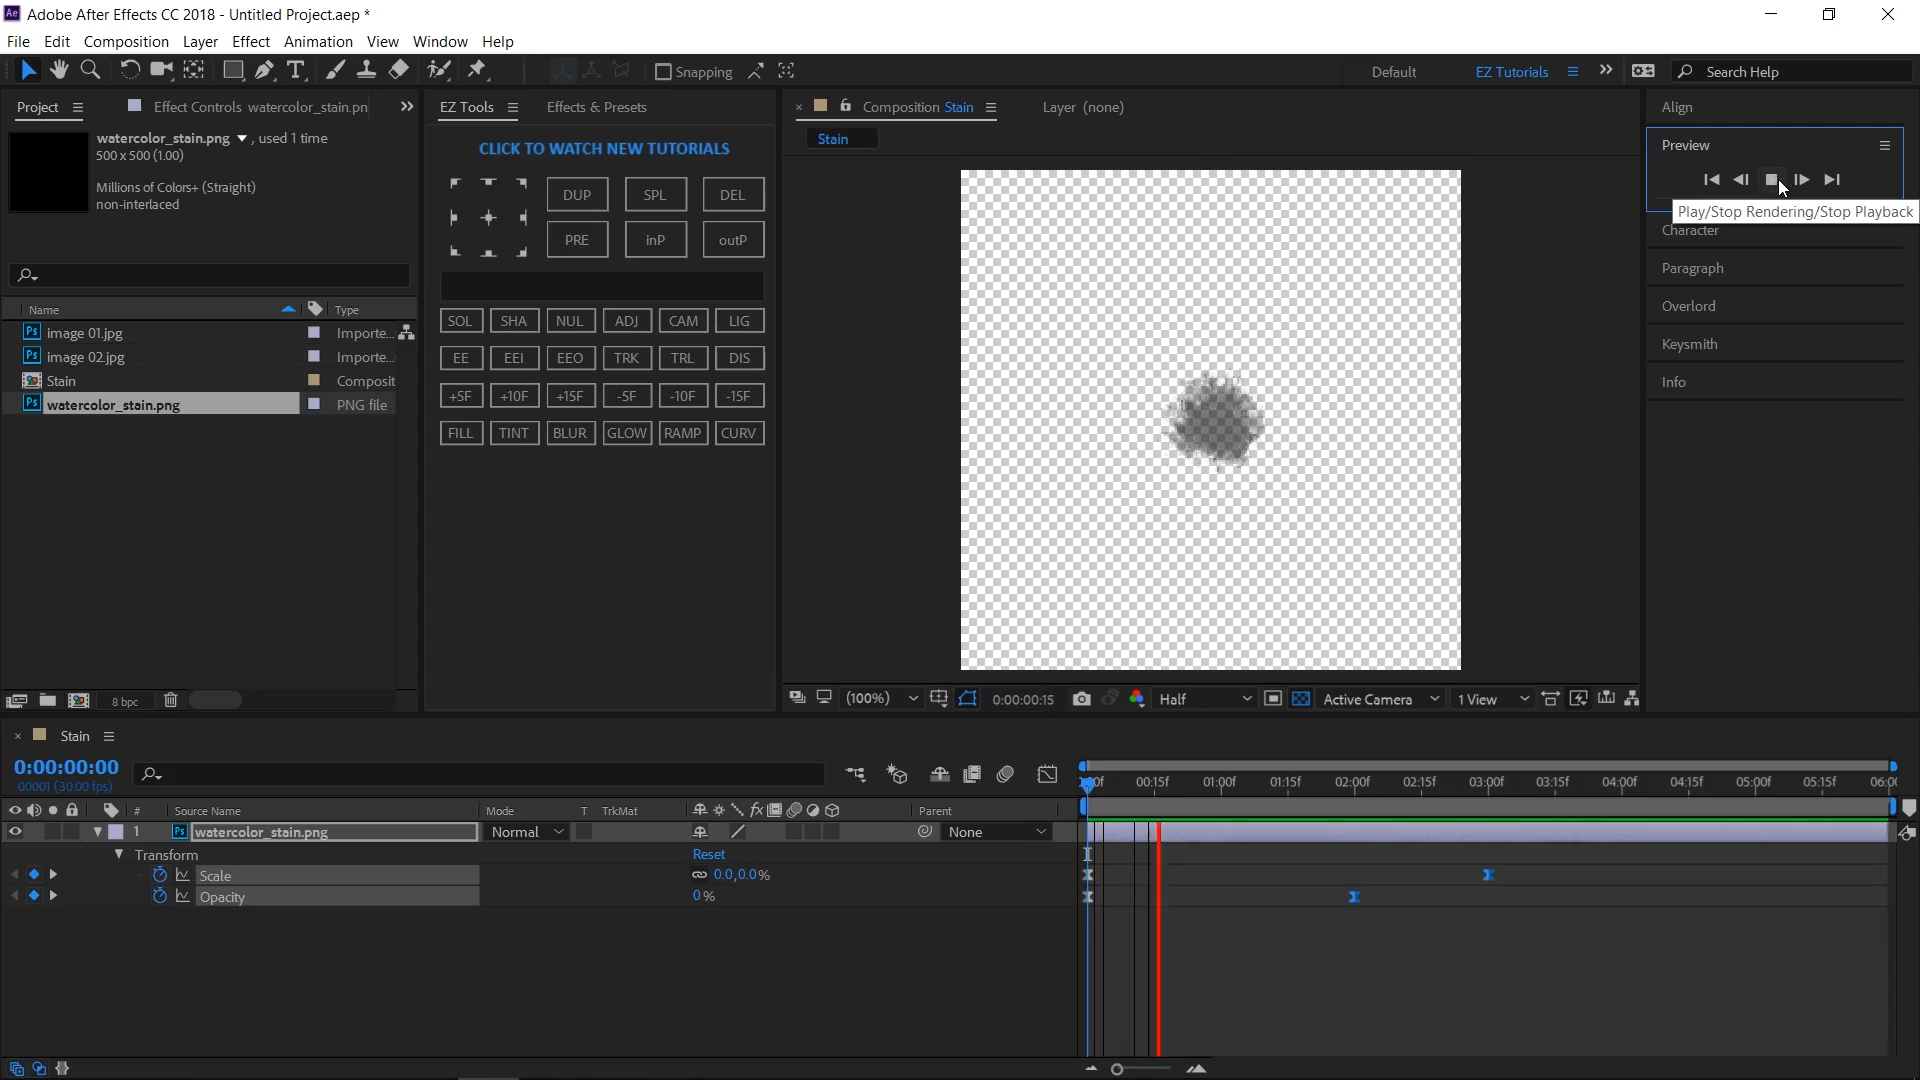 Adobe After Effects CC 2018 - Untitled Project.aep *
File Edit Composition Layer Effect Animation View Window Help
Snapping Default EZ Tutorials Search Help
Project Effect Controls watercolor_stain.pn
EZ Tools Effects & Presets
Composition Stain Layer (none)
Stain
watercolor_stain.png , used 1 time
500 x 500 (1.00)
Millions of Colors+ (Straight)
non-interlaced
Name Type
image 01.jpg Importe...
image 02.jpg Importe...
Stain Composit
watercolor_stain.png PNG file
8 bpc
CLICK TO WATCH NEW TUTORIALS
DUP SPL DEL
PRE inP outP
SOL SHA NUL ADJ CAM LIG
EE EEI EEO TRK TRL DIS
+5F +10F +15F -5F -10F -15F
FILL TINT BLUR GLOW RAMP CURV
(100%) 0:00:00:15 Half Active Camera 1 View
Align
Preview
Play/Stop Rendering/Stop Playback
Character
Paragraph
Overlord
Keysmith
Info
Stain
0:00:00:00
00001 (30.00 fps)
00:15f 01:00f 01:15f 02:00f 02:15f 03:00f 03:15f 04:00f 04:15f 05:00f 05:15f 06:0
# Source Name Mode T TrkMat Parent
1 watercolor_stain.png Normal None
Transform Reset
Scale 0.0,0.0%
Opacity 0%